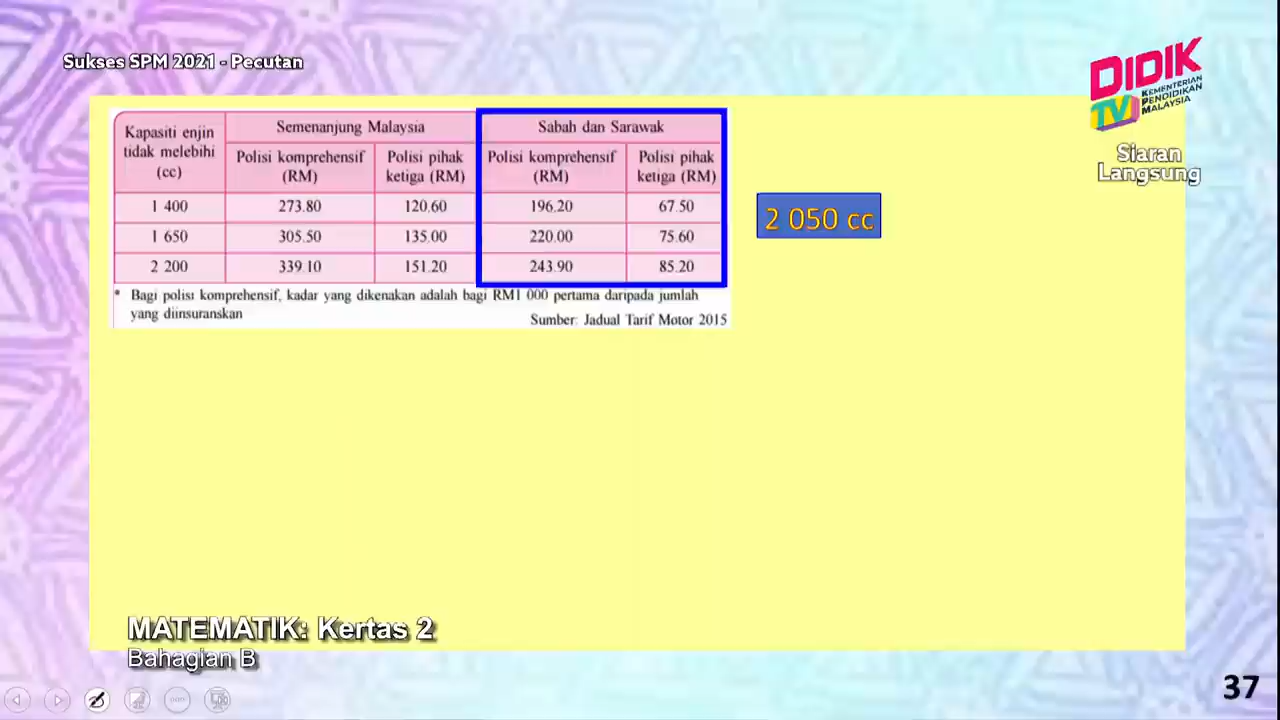 Sukses SPM 2021 - Pecutan
DIDIK
TV
KEMENTERIAN
PENDIDIKAN
MALAYSIA
Siaran
Langsung
Kapasiti enjin tidak melebihi (cc) Semenanjung Malaysia Sabah dan Sarawak
Polisi komprehensif (RM) Polisi pihak ketiga (RM) Polisi komprehensif (RM) Polisi pihak ketiga (RM)
1 400 273.80 120.60 196.20 67.50
1 650 305.50 135.00 220.00 75.60
2 200 339.10 151.20 243.90 85.20
* Bagi polisi komprehensif, kadar yang dikenakan adalah bagi RM1 000 pertama daripada jumlah
yang diinsuranskan
Sumber: Jadual Tarif Motor 2015
2 050 cc
MATEMATIK: Kertas 2
Bahagian B
37